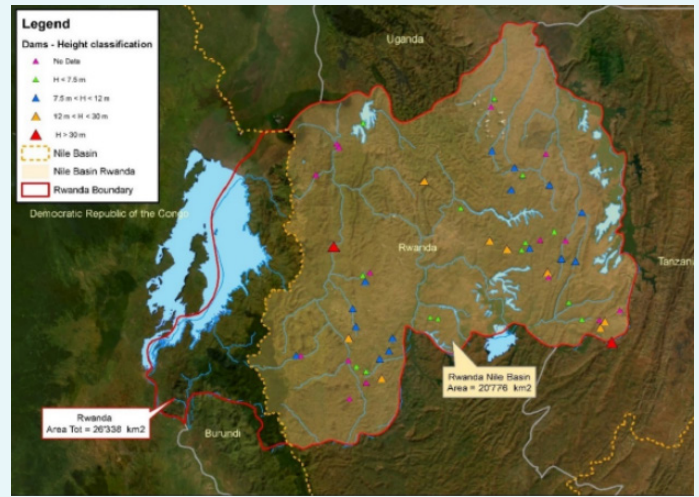 Legend
Dams - Height classification
No Data
H < 7.5 m
7.5 m < H < 12 m
12 m < H < 30 m
H > 30 m
Nile Basin
Nile Basin Rwanda
Rwanda Boundary
Uganda
Democratic Republic of the Congo
Rwanda
Tanzani
Rwanda Nile Basin
Area = 20'776 km2
Rwanda
Area Tot = 26'338 km2
Burundi